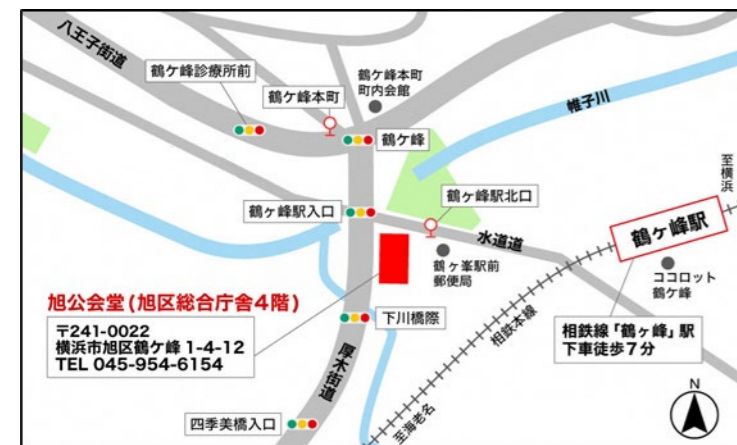 八王子街道
鶴ケ峰診療所前
鶴ケ峰本町
鶴ケ峰本町
町内会館
鶴ケ峰
帷子川
至横浜
鶴ヶ峰駅入口
鶴ヶ峰駅北口
水道道
鶴ヶ峰駅
鶴ヶ峯駅前
郵便局
ココロット
鶴ケ峰
旭公会堂(旭区総合庁舎4階)
〒241-0022
横浜市旭区鶴ケ峰 1-4-12
TEL 045-954-6154
下川橋際
相鉄本線
相鉄線「鶴ヶ峰」駅
下車徒歩7分
厚木街道
四季美橋入口
至海老名
N